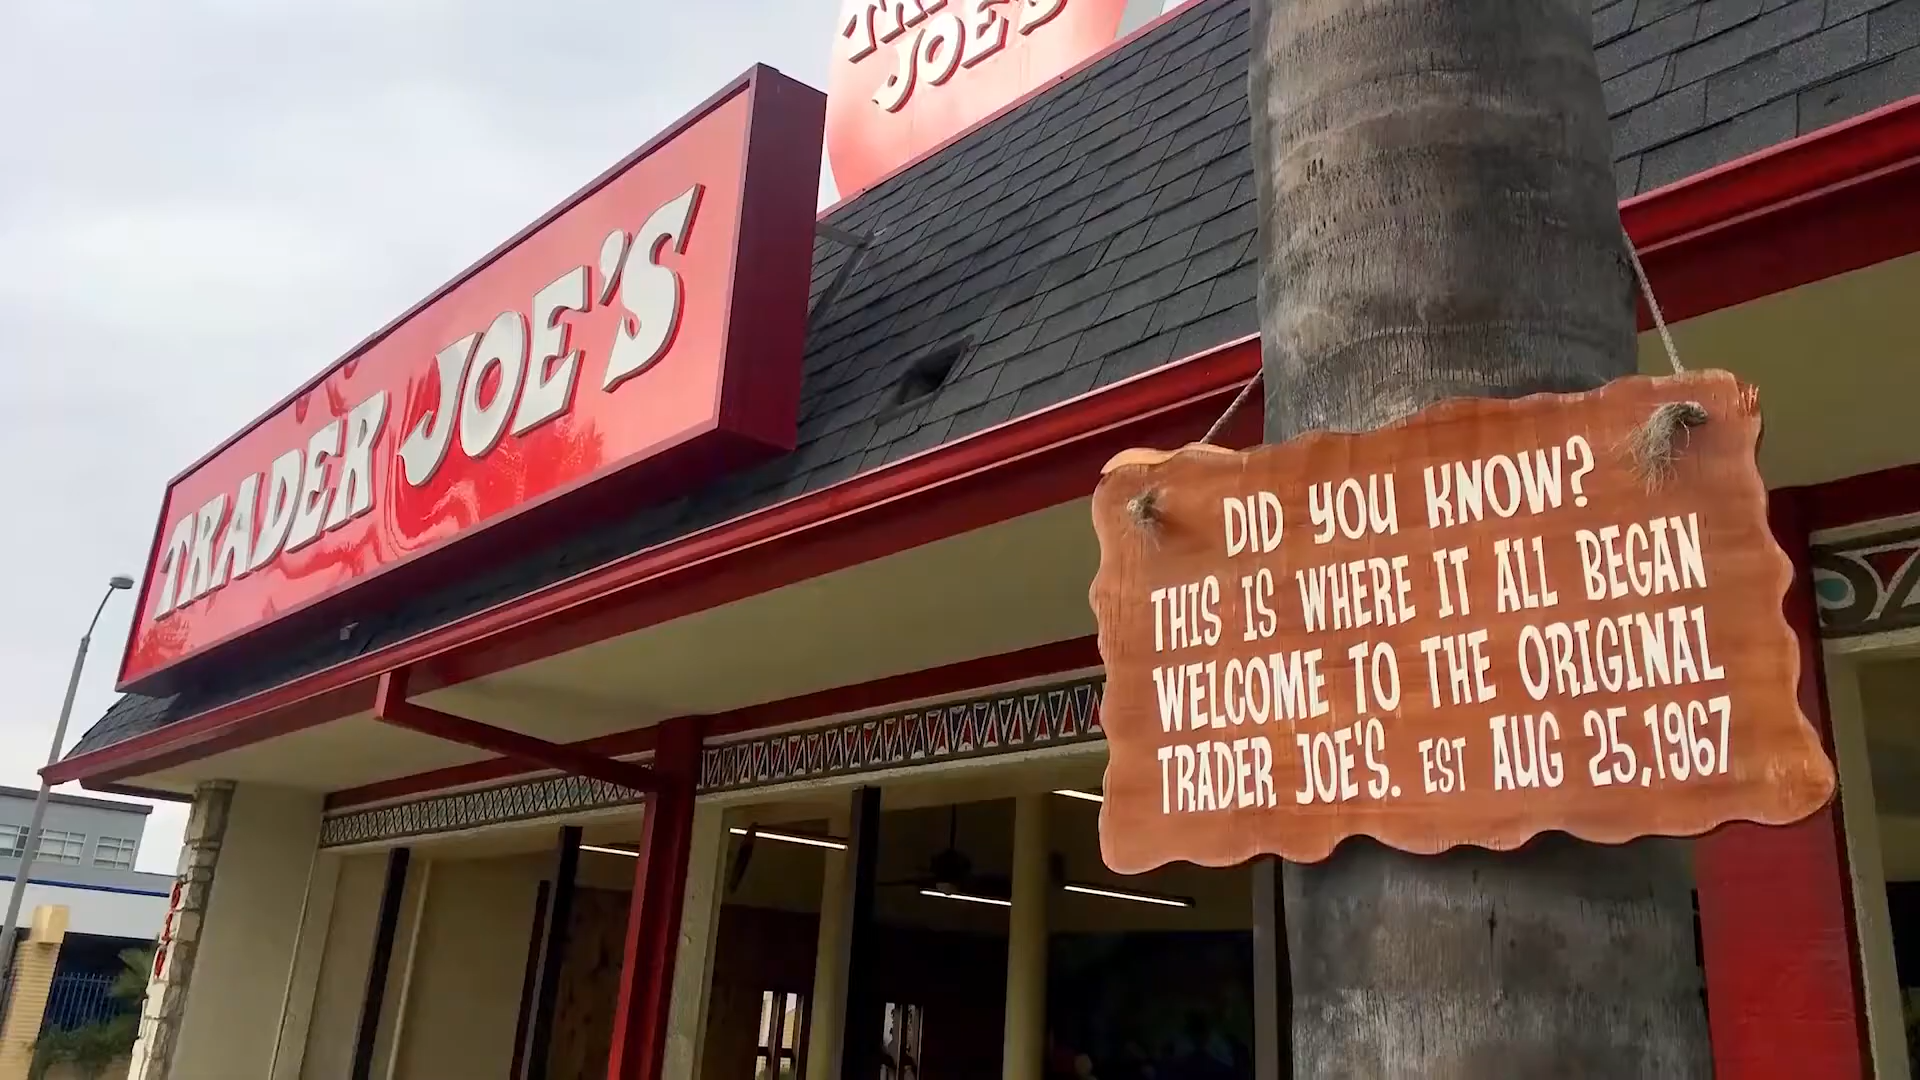 TRADER JOE'S
JOE'S
DID YOU KNOW?
THIS IS WHERE IT ALL BEGAN
WELCOME TO THE ORIGINAL
TRADER JOE'S. EST AUG 25, 1967